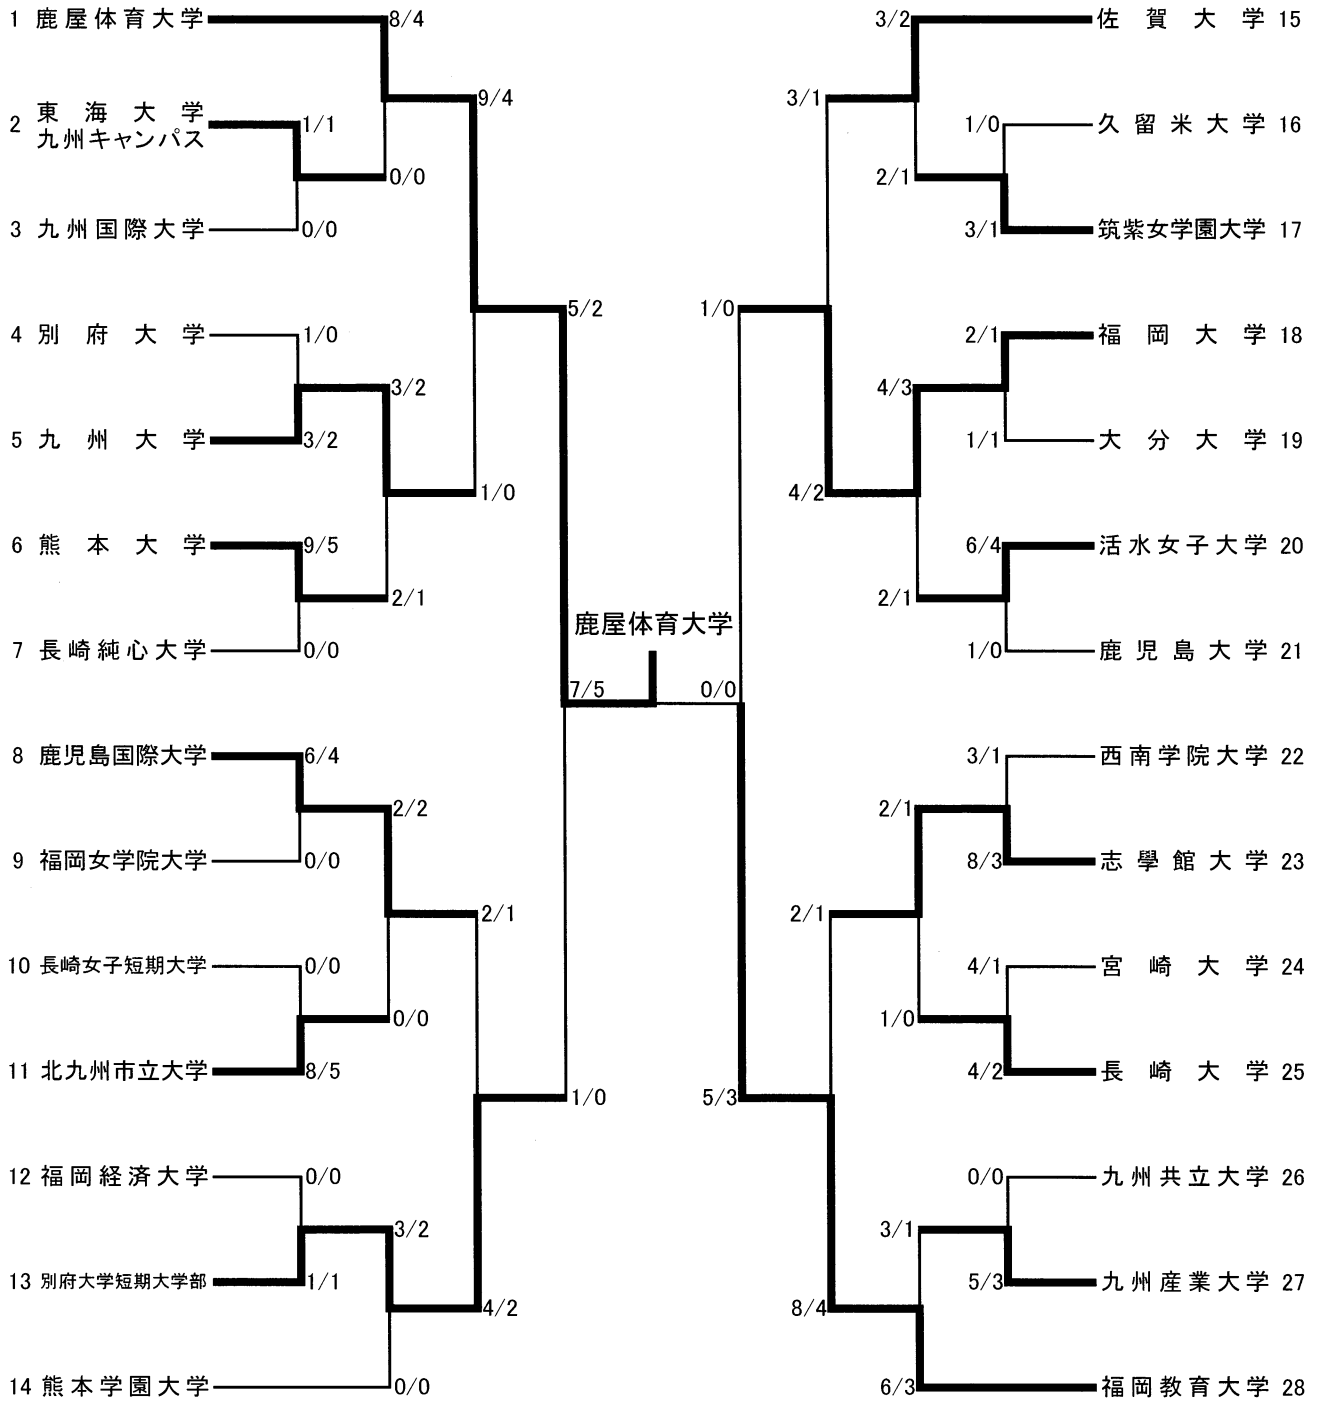 1 鹿屋体育大学 8/4
9/4
2 東海大学
九州キャンパス 1/1
0/0
3 九州国際大学 0/0
5/2
4 別府大学 1/0
3/2
5 九州大学 3/2
1/0
6 熊本大学 9/5
2/1
7 長崎純心大学 0/0
鹿屋体育大学
7/5 0/0
8 鹿児島国際大学 6/4
2/2
9 福岡女学院大学 0/0
2/1
10 長崎女子短期大学 0/0
0/0
11 北九州市立大学 8/5
1/0
12 福岡経済大学 0/0
3/2
13 別府大学短期大学部 1/1
4/2
14 熊本学園大学 0/0
3/2 佐賀大学 15
3/1
1/0 久留米大学 16
2/1
3/1 筑紫女学園大学 17
1/0
2/1 福岡大学 18
4/3
1/1 大分大学 19
4/2
6/4 活水女子大学 20
2/1
1/0 鹿児島大学 21
3/1 西南学院大学 22
2/1
8/3 志學館大学 23
2/1
4/1 宮崎大学 24
1/0
4/2 長崎大学 25
5/3
0/0 九州共立大学 26
3/1
5/3 九州産業大学 27
8/4
6/3 福岡教育大学 28